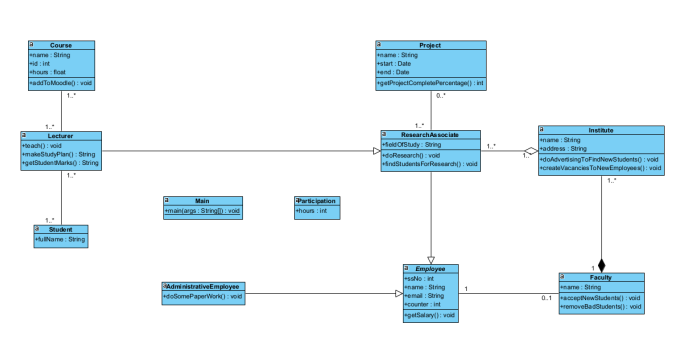 Course
+name : String
+id : int
+hours : float
+addToMoodle() : void
1..*
1..*
Project
+name : String
+start : Date
+end : Date
+getProjectCompletePercentage() : int
0..*
1..*
Lecturer
+teach() : void
+makeStudyPlan() : String
+getStudentMarks() : String
1..*
1..*
ResearchAssociate
+fieldOfStudy : String
+doResearch() : void
+findStudentsForResearch() : void
1..*
1..*
Institute
+name : String
+address : String
+doAdvertisingToFindNewStudents() : void
+createVacanciesToNewEmployees() : void
1..*
1
Main
+main(args : String[]) : void
Participation
+hours : int
Student
+fullName : String
AdministrativeEmployee
+doSomePaperWork() : void
Employee
+ssNo : int
+name : String
+email : String
+counter : int
+getSalary() : void
1
0..1
Faculty
+name : String
+acceptNewStudents() : void
+removeBadStudents() : void